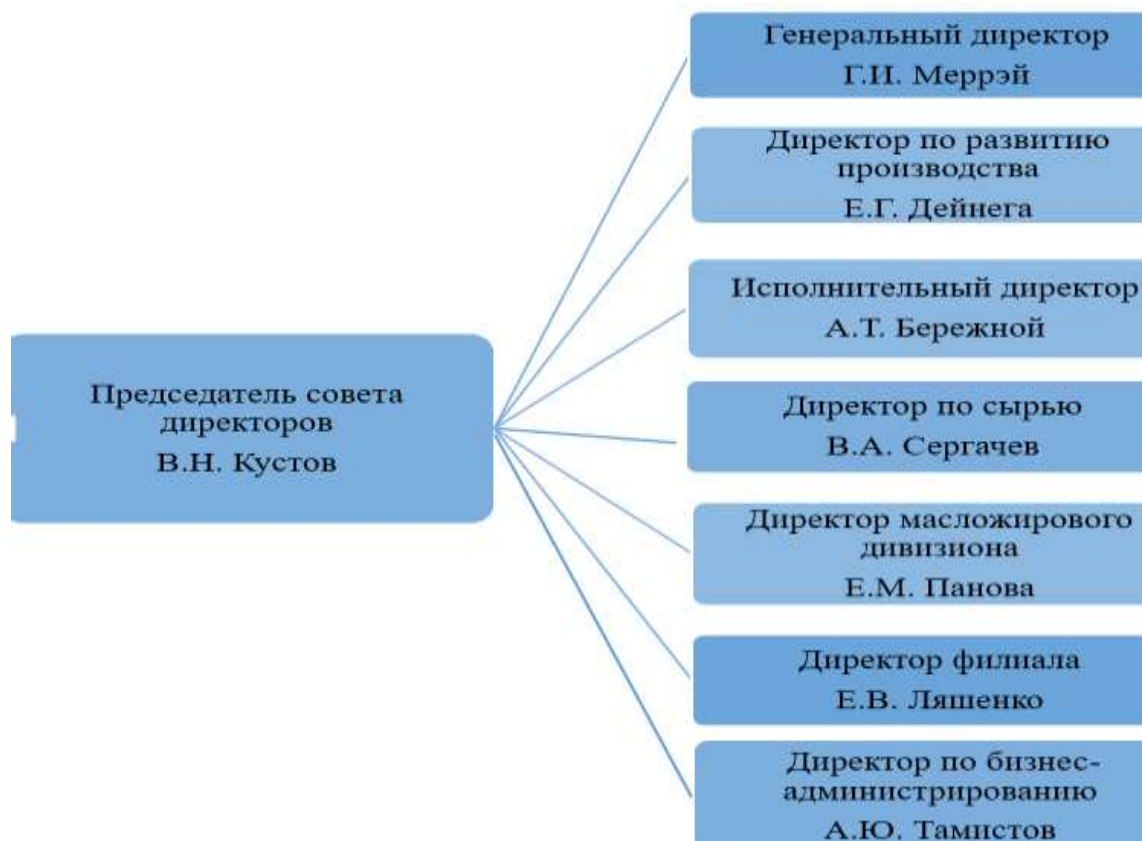 Председатель совета
директоров
В.Н. Кустов
Генеральный директор
Г.И. Меррэй
Директор по развитию
производства
Е.Г. Дейнега
Исполнительный директор
А.Т. Бережной
Директор по сырью
В.А. Сергачев
Директор масложирового
дивизиона
Е.М. Панова
Директор филиала
Е.В. Ляшенко
Директор по бизнес-
администрированию
А.Ю. Тамистов